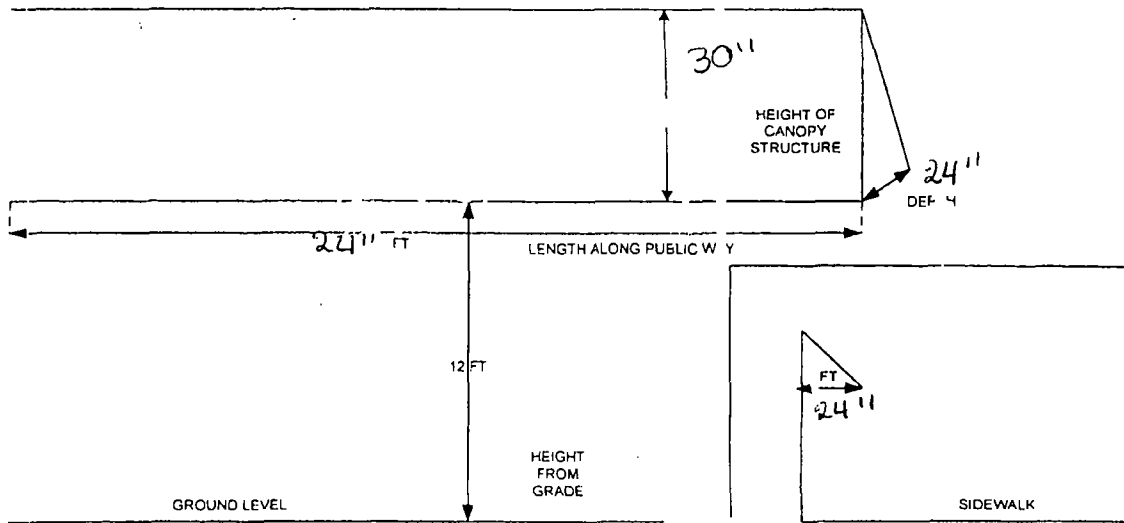 30"
HEIGHT OF
CANOPY
STRUCTURE
24"
24" FT
LENGTH ALONG PUBLIC W Y
12 FT
FT
24"
HEIGHT
FROM
GRADE
GROUND LEVEL
SIDEWALK